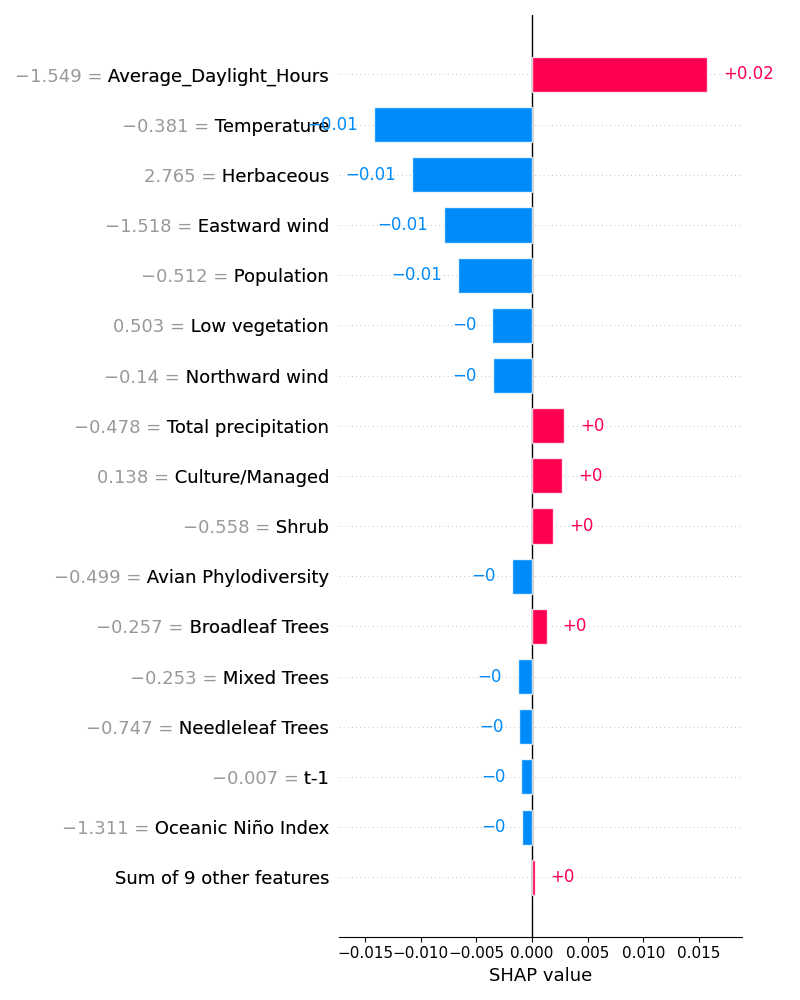 −1.549 = Average_Daylight_Hours +0.02
−0.381 = Temperature −0.01
2.765 = Herbaceous −0.01
−1.518 = Eastward wind −0.01
−0.512 = Population −0.01
0.503 = Low vegetation −0
−0.14 = Northward wind −0
−0.478 = Total precipitation +0
0.138 = Culture/Managed +0
−0.558 = Shrub +0
−0.499 = Avian Phylodiversity −0
−0.257 = Broadleaf Trees +0
−0.253 = Mixed Trees −0
−0.747 = Needleleaf Trees −0
−0.007 = t-1 −0
−1.311 = Oceanic Niño Index −0
Sum of 9 other features +0
−0.015 −0.010 −0.005 0.000 0.005 0.010 0.015
SHAP value